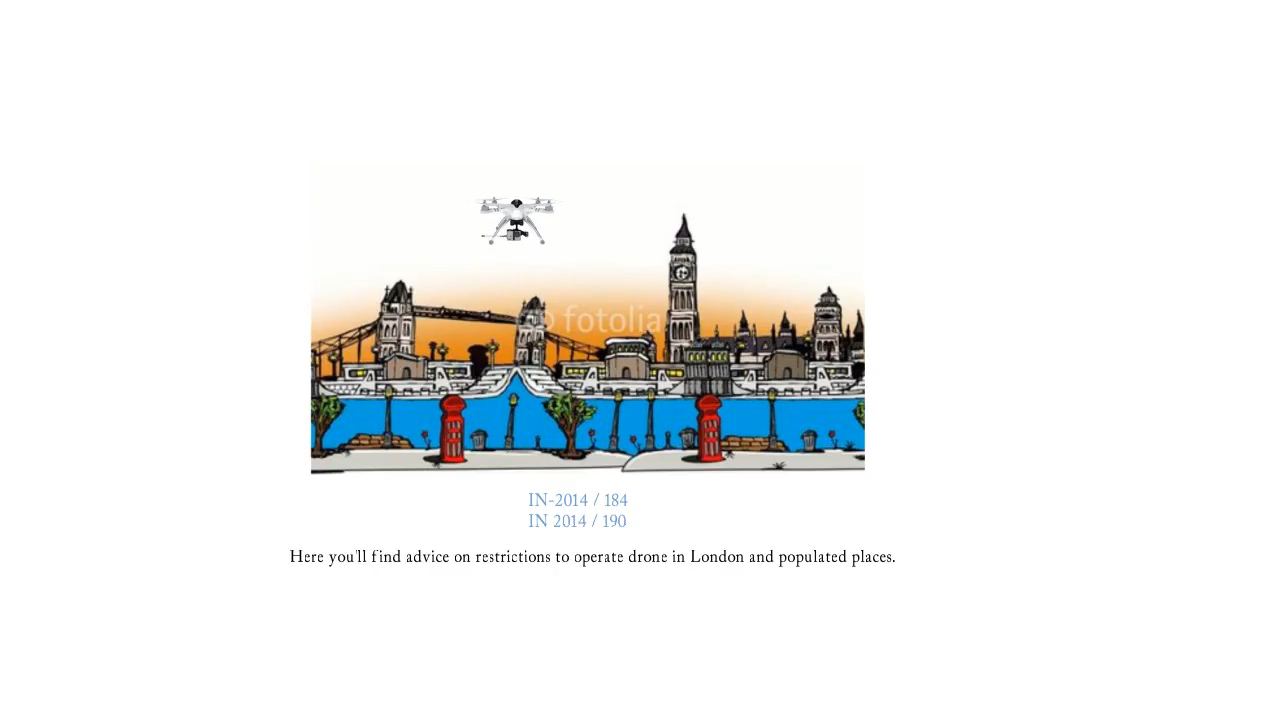 fotolia
IN-2014 / 184
IN 2014 / 190
Here you'll find advice on restrictions to operate drone in London and populated places.